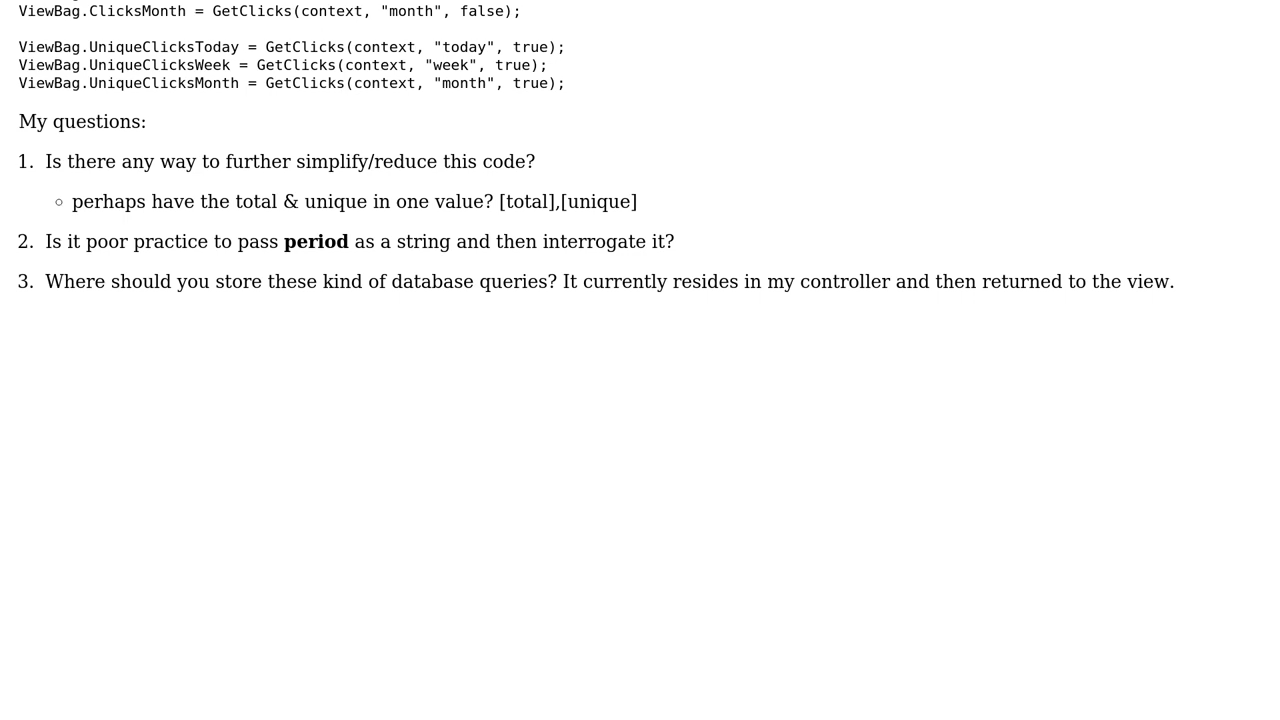 ViewBag.ClicksMonth = GetClicks(context, "month", false);
ViewBag.UniqueClicksToday = GetClicks(context, "today", true);
ViewBag.UniqueClicksWeek = GetClicks(context, "week", true);
ViewBag.UniqueClicksMonth = GetClicks(context, "month", true);
My questions:
1. Is there any way to further simplify/reduce this code?
◦ perhaps have the total & unique in one value? [total],[unique]
2. Is it poor practice to pass period as a string and then interrogate it?
3. Where should you store these kind of database queries? It currently resides in my controller and then returned to the view.